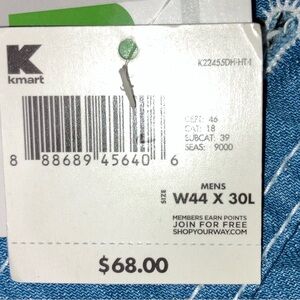 K
kmart
K22455DH-HT-I
DEPT: 46
CAT: 18
SUBCAT: 39
SEAS: 9000
8 88689 45640 6
SIZE
MENS
W44 X 30L
MEMBERS EARN POINTS
JOIN FOR FREE
SHOPYOURWAY.COM
$68.00